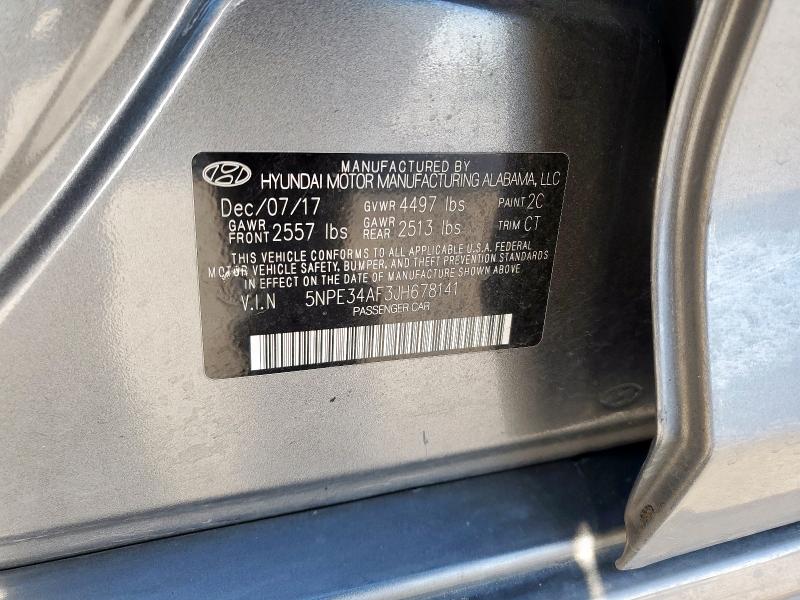 MANUFACTURED BY
HYUNDAI MOTOR MANUFACTURING ALABAMA, LLC
Dec/07/17 GVWR 4497 lbs PAINT 2C
GAWR FRONT 2557 lbs GAWR REAR 2513 lbs TRIM CT
THIS VEHICLE CONFORMS TO ALL APPLICABLE U.S.A. FEDERAL
MOTOR VEHICLE SAFETY, BUMPER, AND THEFT PREVENTION STANDARDS
IN EFFECT ON THE DATE OF MANUFACTURE SHOWN ABOVE
V.I.N 5NPE34AF3JH678141
PASSENGER CAR